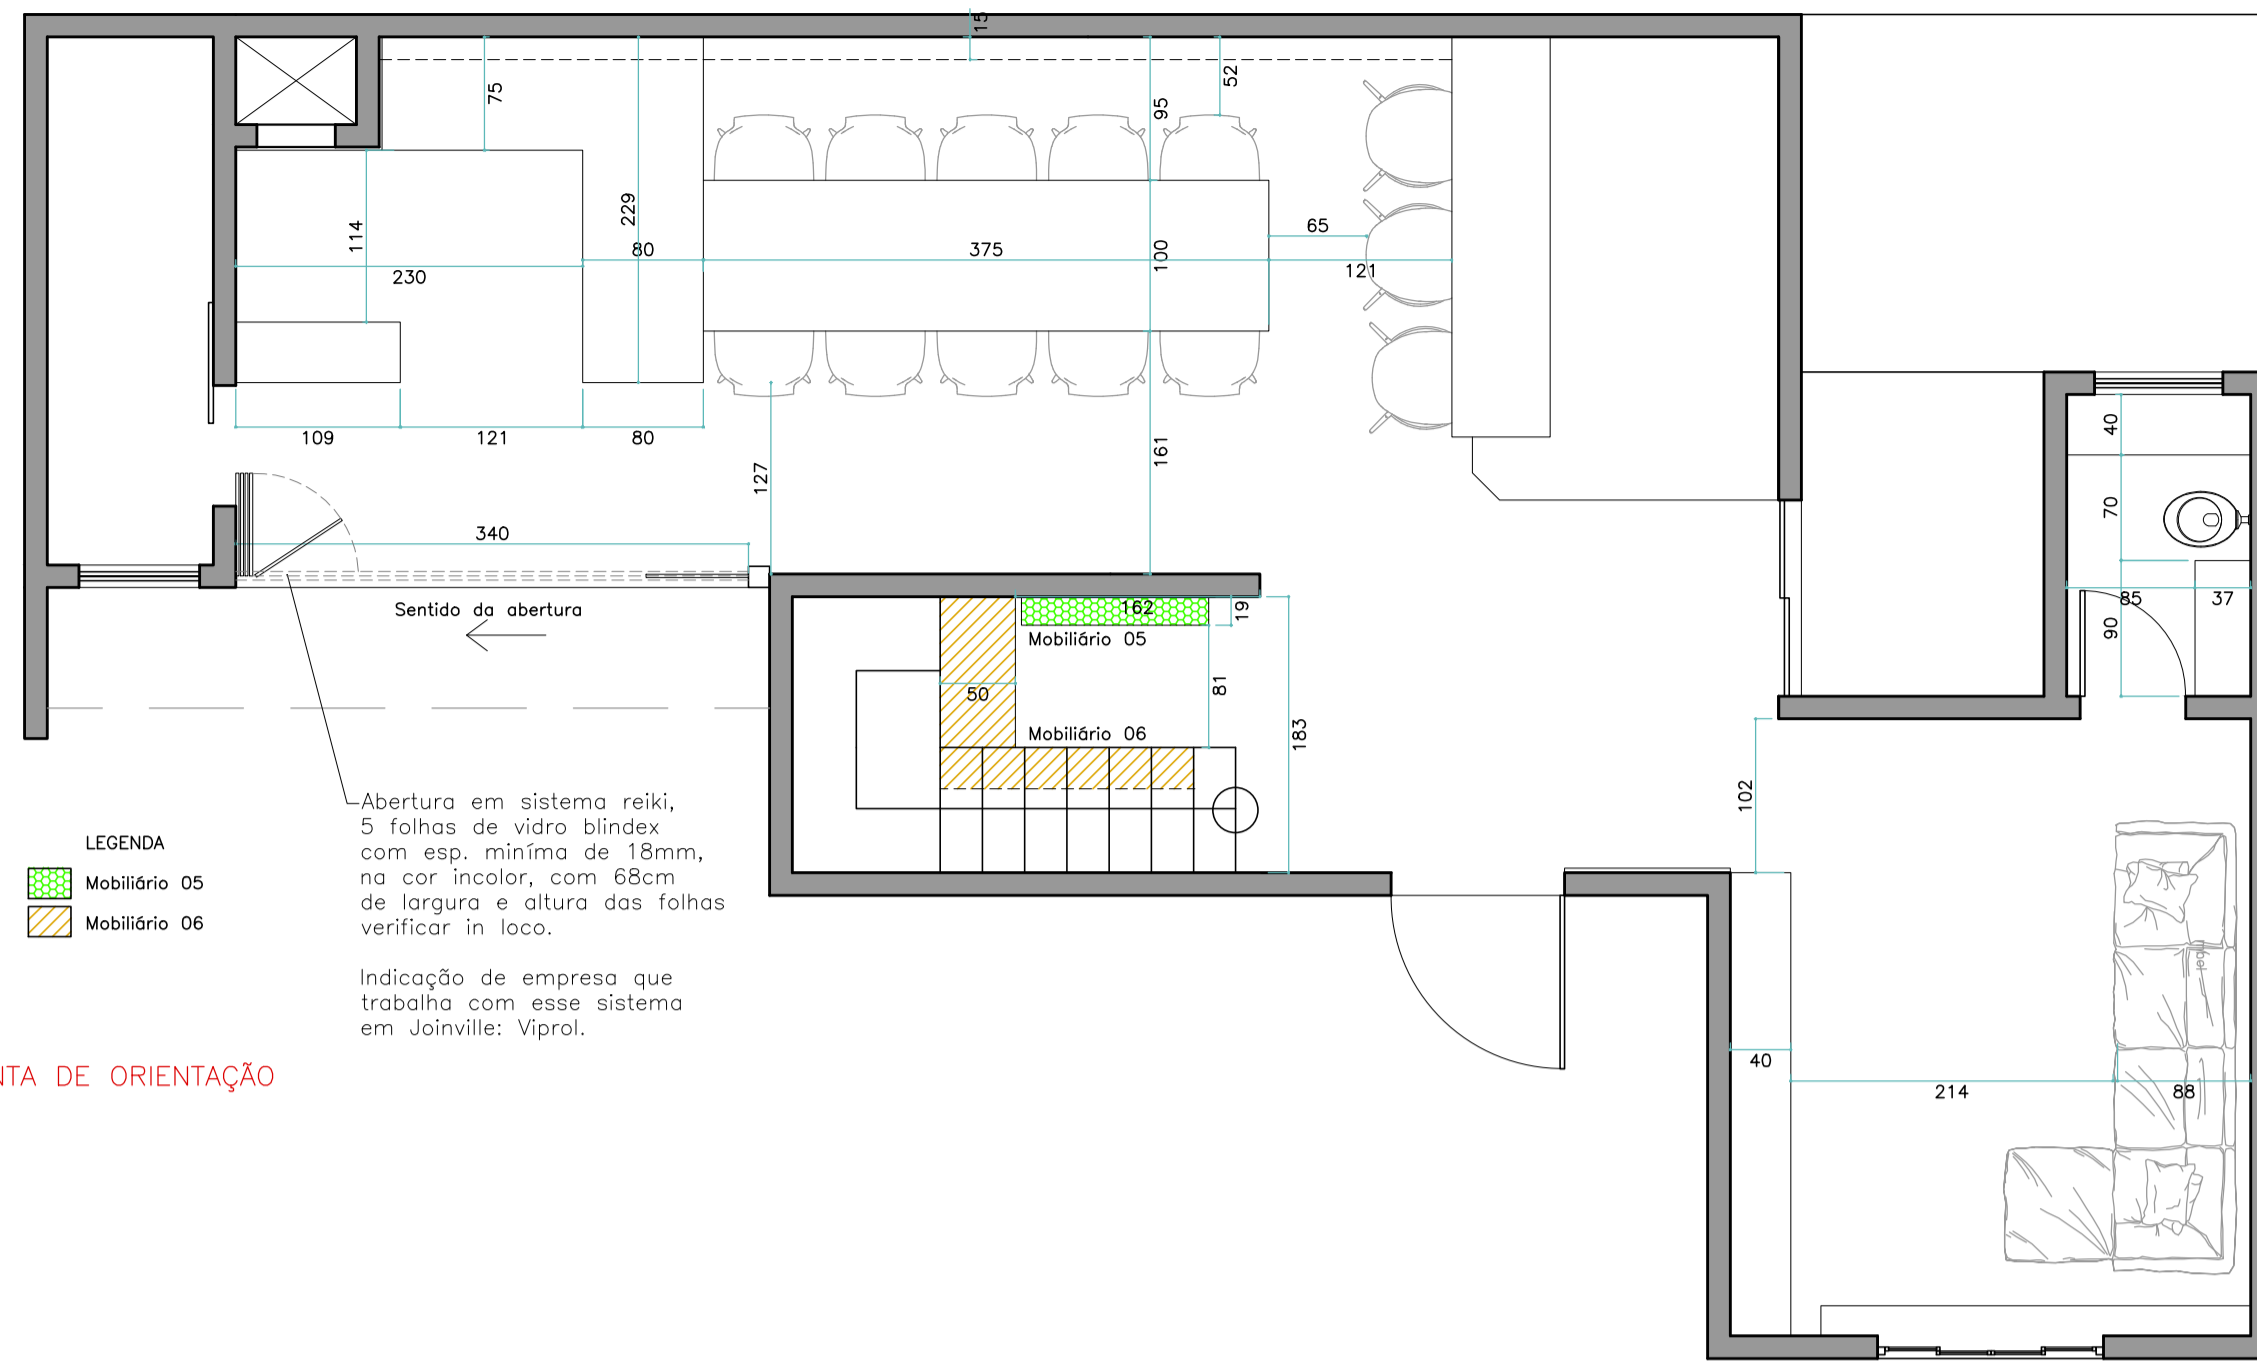 15
75
52
95
229
114
80
375
100
65
121
230
109
121
80
127
161
340
40
70
85
37
90
Sentido da abertura
162
19
Mobiliário 05
50
81
Mobiliário 06
183
102
Abertura em sistema reiki,
5 folhas de vidro blindex
com esp. miníma de 18mm,
na cor incolor, com 68cm
de largura e altura das folhas
verificar in loco.
Indicação de empresa que
trabalha com esse sistema
em Joinville: Viprol.
LEGENDA
Mobiliário 05
Mobiliário 06
40
214
88
NTA DE ORIENTAÇÃO